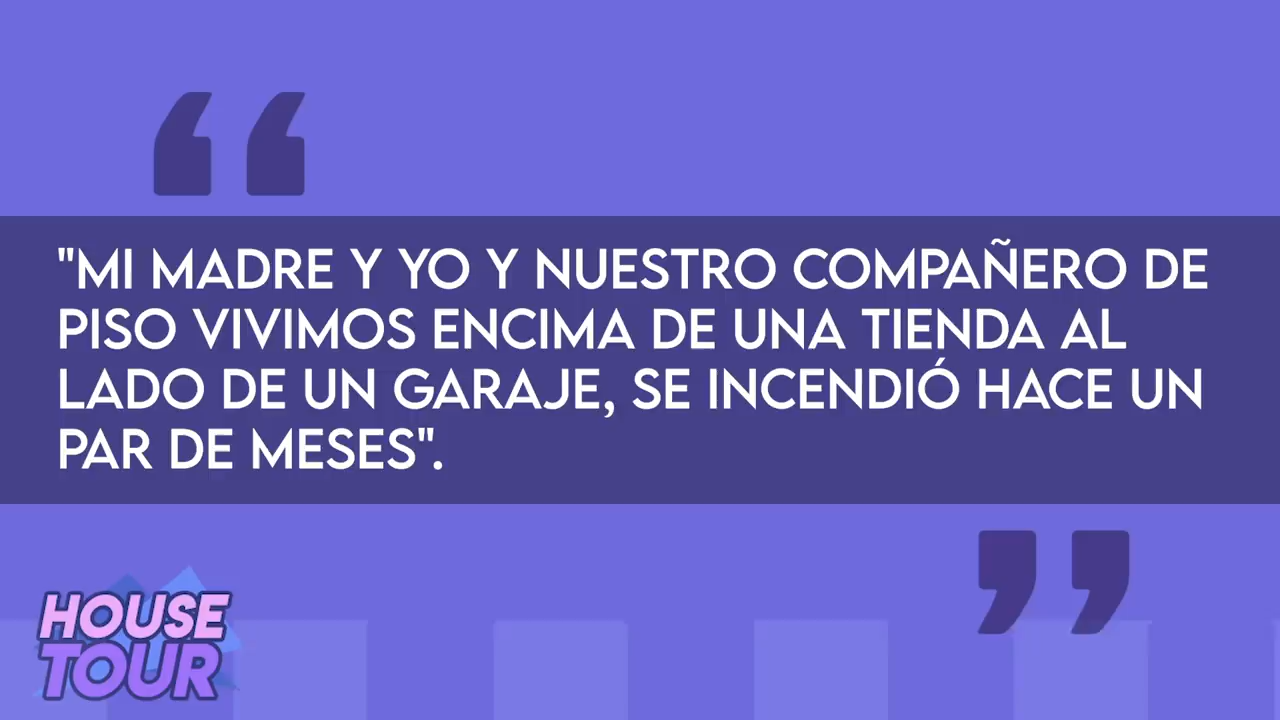 "MI MADRE Y YO Y NUESTRO COMPAÑERO DE
PISO VIVIMOS ENCIMA DE UNA TIENDA AL
LADO DE UN GARAJE, SE INCENDIÓ HACE UN
PAR DE MESES".
HOUSE
TOUR